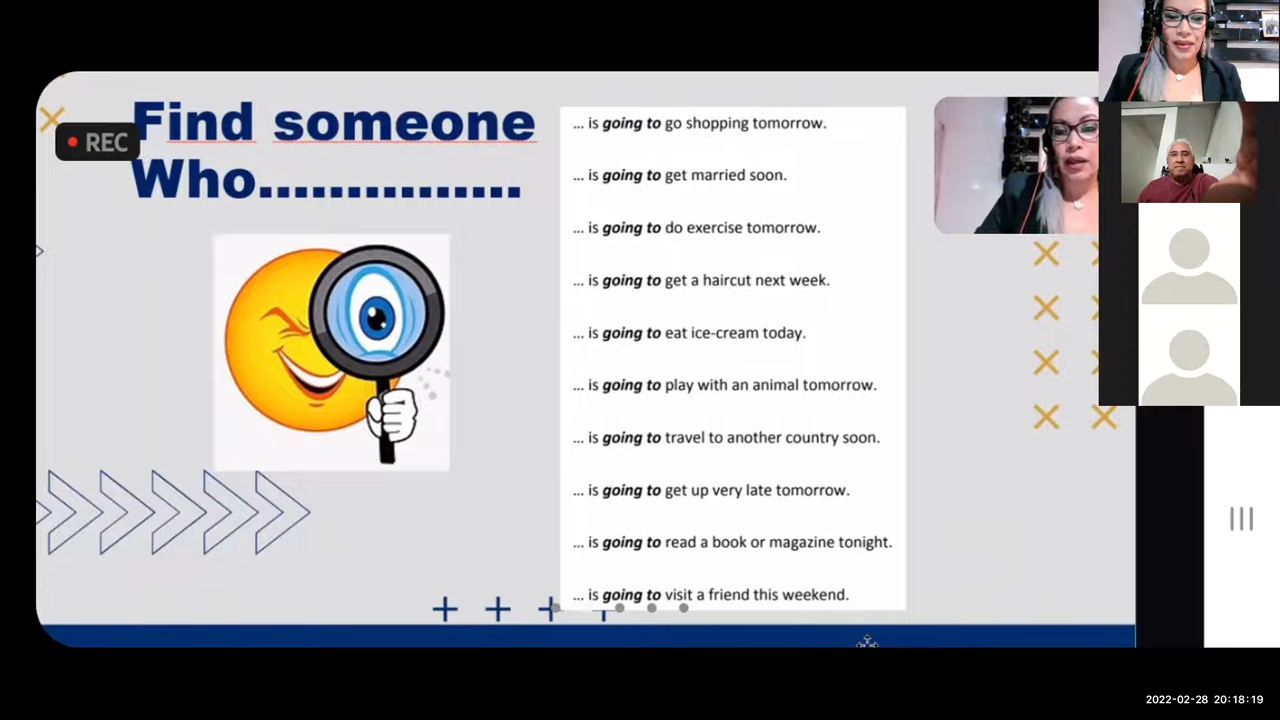 Find someone
Who..............
REC
... is going to go shopping tomorrow.
... is going to get married soon.
... is going to do exercise tomorrow.
... is going to get a haircut next week.
... is going to eat ice-cream today.
... is going to play with an animal tomorrow.
... is going to travel to another country soon.
... is going to get up very late tomorrow.
... is going to read a book or magazine tonight.
... is going to visit a friend this weekend.
2022-02-28 20:18:19